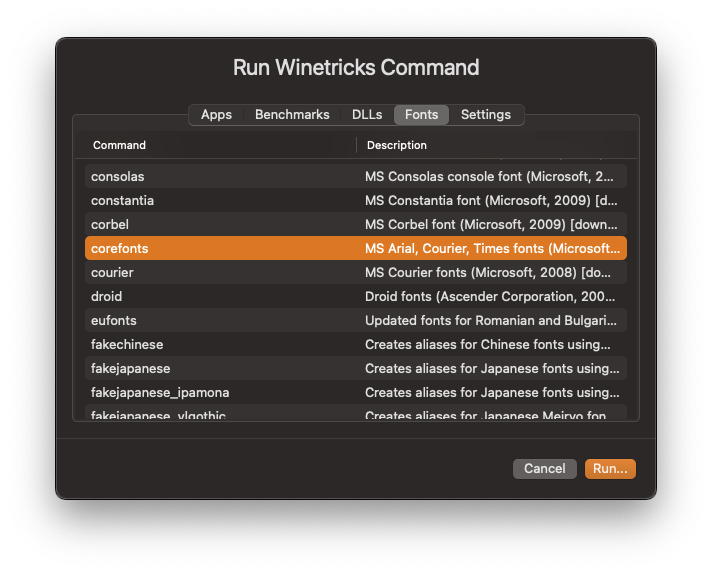 Run Winetricks Command
Apps Benchmarks DLLs Fonts Settings
Command Description
consolas MS Consolas console font (Microsoft, 2...
constantia MS Constantia font (Microsoft, 2009) [d...
corbel MS Corbel font (Microsoft, 2009) [down...
corefonts MS Arial, Courier, Times fonts (Microsoft...
courier MS Courier fonts (Microsoft, 2008) [do...
droid Droid fonts (Ascender Corporation, 200...
eufonts Updated fonts for Romanian and Bulgari...
fakechinese Creates aliases for Chinese fonts using...
fakejapanese Creates aliases for Japanese fonts using...
fakejapanese_ipamona Creates aliases for Japanese fonts using...
fakejapanese_vlgothic Creates aliases for Japanese Meiryo fon...
Cancel Run...